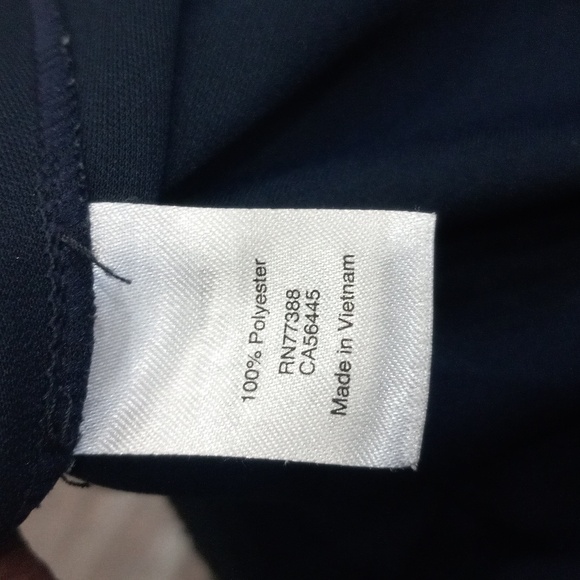 100% Polyester
RN77388
CA56445
Made in Vietnam